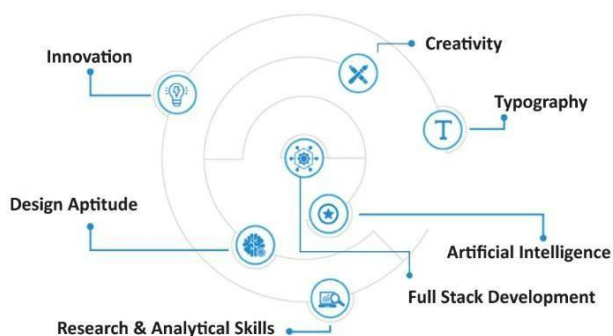 Creativity
Innovation
Typography
T
Design Aptitude
Artificial Intelligence
Full Stack Development
Research & Analytical Skills